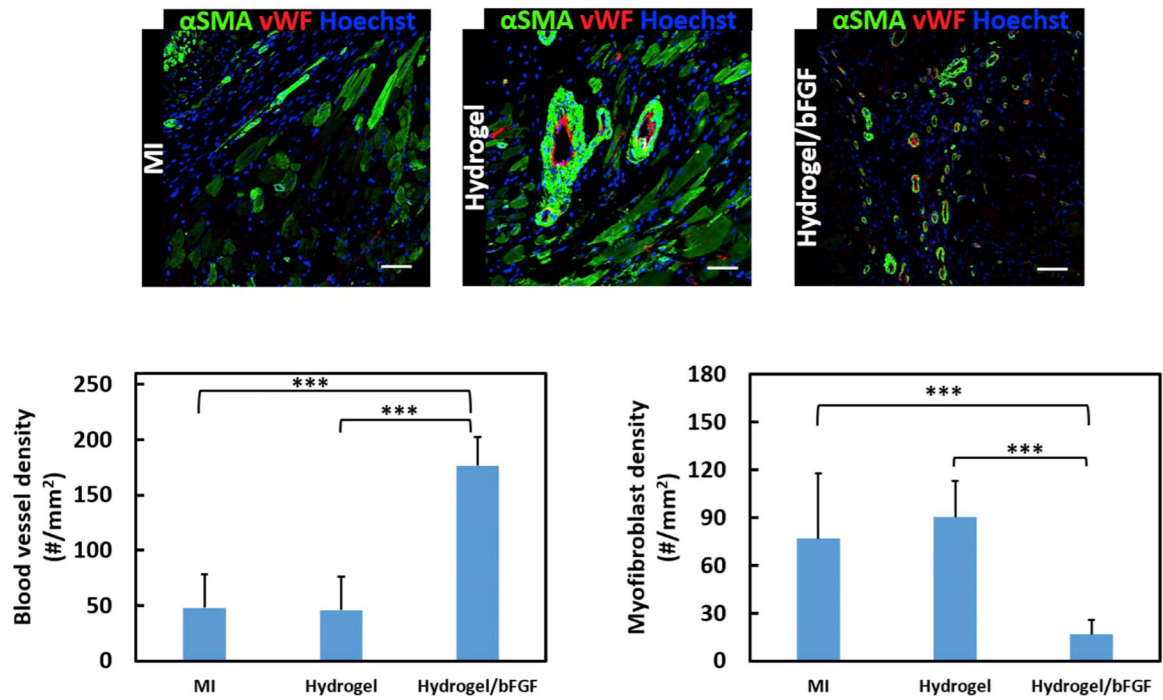 αSMA vWF Hoechst
MI
αSMA vWF Hoechst
Hydrogel
αSMA vWF Hoechst
Hydrogel/bFGF
Blood vessel density
(#/mm²)
250
200
150
100
50
0
***
***
MI
Hydrogel
Hydrogel/bFGF
Myofibroblast density
(#/mm²)
180
150
120
90
60
30
0
***
***
MI
Hydrogel
Hydrogel/bFGF